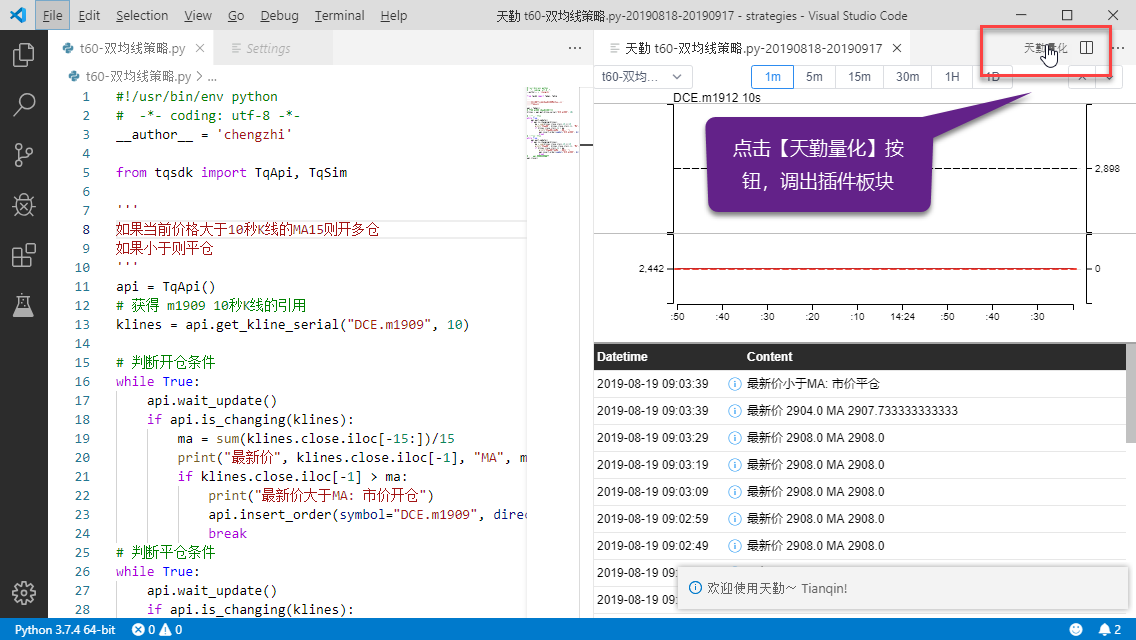 File Edit Selection View Go Debug Terminal Help 天勤 t60-双均线策略.py-20190818-20190917 - strategies - Visual Studio Code
t60-双均线策略.py × Settings ···
天勤 t60-双均线策略.py-20190818-20190917 × 天勤量化 ···
t60-双均线策略.py > ...
1 #!/usr/bin/env python
2 # -*- coding: utf-8 -*-
3 __author__ = 'chengzhi'
4
5 from tqsdk import TqApi, TqSim
6
7 '''
8 如果当前价格大于10秒K线的MA15则开多仓
9 如果小于则平仓
10 '''
11 api = TqApi()
12 # 获得 m1909 10秒K线的引用
13 klines = api.get_kline_serial("DCE.m1909", 10)
14
15 # 判断开仓条件
16 while True:
17 api.wait_update()
18 if api.is_changing(klines):
19 ma = sum(klines.close.iloc[-15:])/15
20 print("最新价", klines.close.iloc[-1], "MA", m
21 if klines.close.iloc[-1] > ma:
22 print("最新价大于MA: 市价开仓")
23 api.insert_order(symbol="DCE.m1909", direc
24 break
25 # 判断平仓条件
26 while True:
27 api.wait_update()
28 if api.is_changing(klines):
t60-双均... 1m 5m 15m 30m 1H 1D
DCE.m1912 10s
点击【天勤量化】按
钮，调出插件板块
2,898
2,442 0
:50 :40 :30 :20 :10 14:24 :50 :40 :30
Datetime Content
2019-08-19 09:03:39 最新价小于MA: 市价平仓
2019-08-19 09:03:39 最新价 2904.0 MA 2907.733333333333
2019-08-19 09:03:29 最新价 2908.0 MA 2908.0
2019-08-19 09:03:19 最新价 2908.0 MA 2908.0
2019-08-19 09:03:09 最新价 2908.0 MA 2908.0
2019-08-19 09:02:59 最新价 2908.0 MA 2908.0
2019-08-19 09:02:49 最新价 2908.0 MA 2908.0
2019-08-19 09:
2019-08-19 09:
欢迎使用天勤～ Tianqin!
Python 3.7.4 64-bit 0 0 2